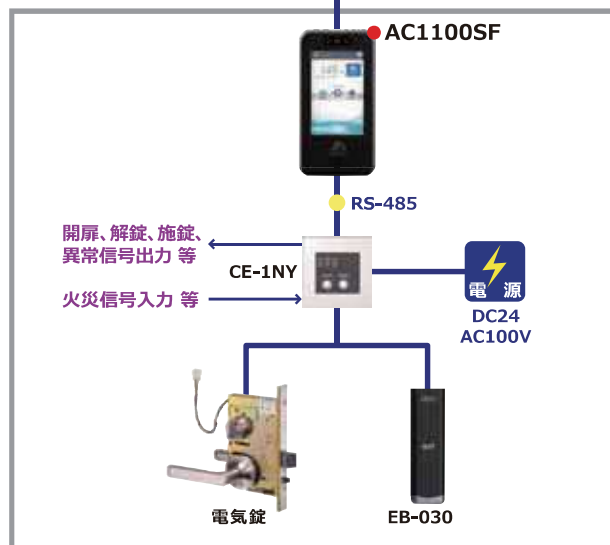 AC1100SF
RS-485
開扉、解錠、施錠、
異常信号出力 等
CE-1NY
火災信号入力 等
電 源
DC24
AC100V
電気錠
EB-030